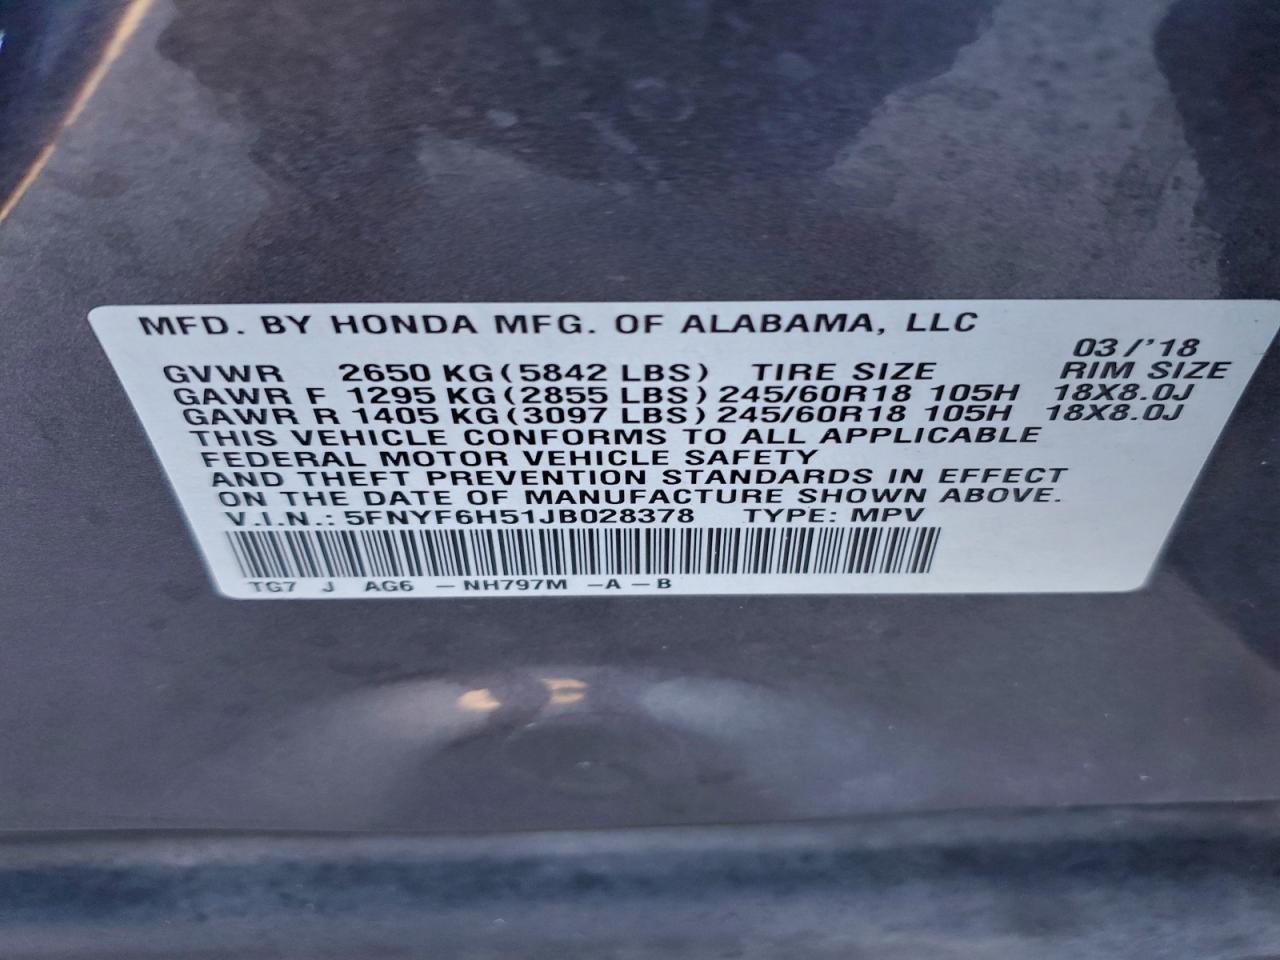 MFD. BY HONDA MFG. OF ALABAMA, LLC
03/'18
GVWR 2650 KG (5842 LBS) TIRE SIZE RIM SIZE
GAWR F 1295 KG (2855 LBS) 245/60R18 105H 18X8.0J
GAWR R 1405 KG (3097 LBS) 245/60R18 105H 18X8.0J
THIS VEHICLE CONFORMS TO ALL APPLICABLE
FEDERAL MOTOR VEHICLE SAFETY
AND THEFT PREVENTION STANDARDS IN EFFECT
ON THE DATE OF MANUFACTURE SHOWN ABOVE.
V.I.N.: 5FNYF6H51JB028378 TYPE: MPV
TG7 J AG6 – NH797M –A – B